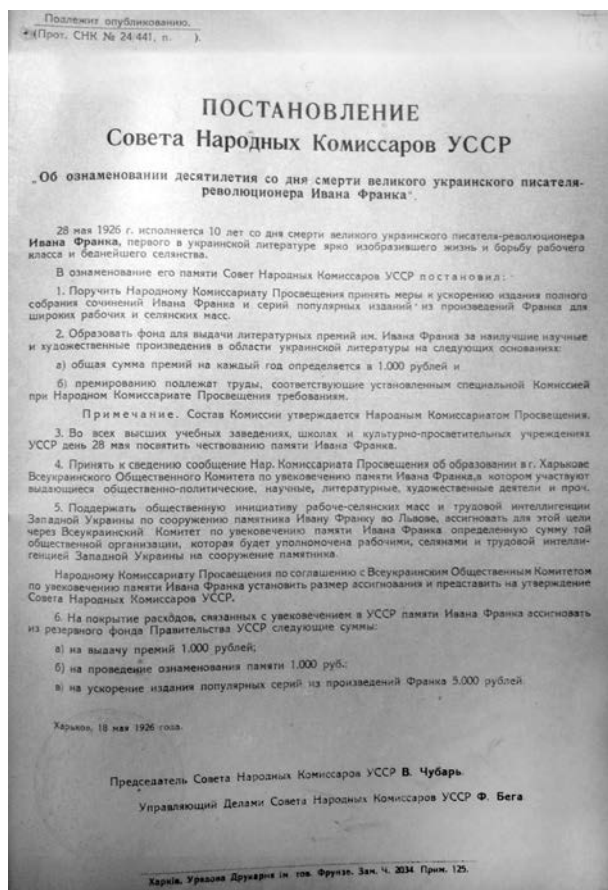 Подлежит опубликованию.
(Прот. СНК № 24/441, п. ).
ПОСТАНОВЛЕНИЕ
Совета Народных Комиссаров УССР
„Об ознаменовании десятилетия со дня смерти великого украинского писателя-
революционера Ивана Франка“.
28 мая 1926 г. исполняется 10 лет со дня смерти великого украинского писателя-революционера
Ивана Франка, первого в украинской литературе ярко изобразившего жизнь и борьбу рабочего
класса и беднейшего селянства.
В ознаменование его памяти Совет Народных Комиссаров УССР постановил:
1. Поручить Народному Комиссариату Просвещения принять меры к ускорению издания полного
собрания сочинений Ивана Франка и серий популярных изданий из произведений Франка для
широких рабочих и селянских масс.
2. Образовать фонд для выдачи литературных премий им. Ивана Франка за наилучшие научные
и художественные произведения в области украинской литературы на следующих основаниях:
а) общая сумма премий на каждый год определяется в 1.000 рублей и
б) премированию подлежат труды, соответствующие установленным специальной Комиссией
при Народном Комиссариате Просвещения требованиям.
Примечание. Состав Комиссии утверждается Народным Комиссариатом Просвещения.
3. Во всех высших учебных заведениях, школах и культурно-просветительных учреждениях
УССР день 28 мая посвятить чествованию памяти Ивана Франка.
4. Принять к сведению сообщение Нар. Комиссариата Просвещения об образовании в г. Харькове
Всеукраинского Общественного Комитета по увековечению памяти Ивана Франка,в котором участвуют
выдающиеся общественно-политические, научные, литературные, художественные деятели и проч.
5. Поддержать общественную инициативу рабоче-селянских масс и трудовой интеллигенции
Западной Украины по сооружению памятника Ивану Франку во Львове, ассигновать для этой цели
через Всеукраинский Комитет по увековечению памяти Ивана Франка определенную сумму той
общественной организации, которая будет уполномочена рабочими, селянами и трудовой интелли-
генцией Западной Украины на сооружение памятника.
Народному Комиссариату Просвещения по соглашению с Всеукраинским Общественным Комитетом
по увековечению памяти Ивана Франка установить размер ассигнования и представить на утверждение
Совета Народных Комиссаров УССР.
6. На покрытие расходов, связанных с увековечением в УССР памяти Ивана Франка ассигновать
из резервного фонда Правительства УССР следующие суммы:
а) на выдачу премий 1.000 рублей;
б) на проведение ознаменования памяти 1.000 руб.;
в) на ускорение издания популярных серий из произведений Франка 5.000 рублей.
Харьков, 18 мая 1926 года.
Председатель Совета Народных Комиссаров УССР В. Чубарь.
Управляющий Делами Совета Народных Комиссаров УССР Ф. Бега
Харків. Урядова Друкарня ім. тов. Фрунзе. Зам. Ч. 2034. Прим. 125.